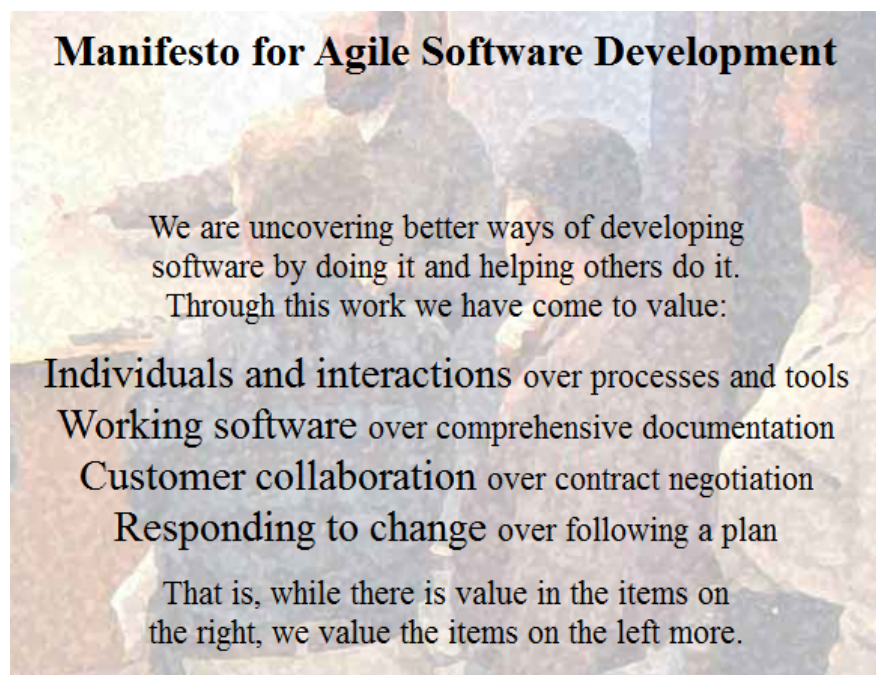 Manifesto for Agile Software Development
We are uncovering better ways of developing
software by doing it and helping others do it.
Through this work we have come to value:
Individuals and interactions over processes and tools
Working software over comprehensive documentation
Customer collaboration over contract negotiation
Responding to change over following a plan
That is, while there is value in the items on
the right, we value the items on the left more.